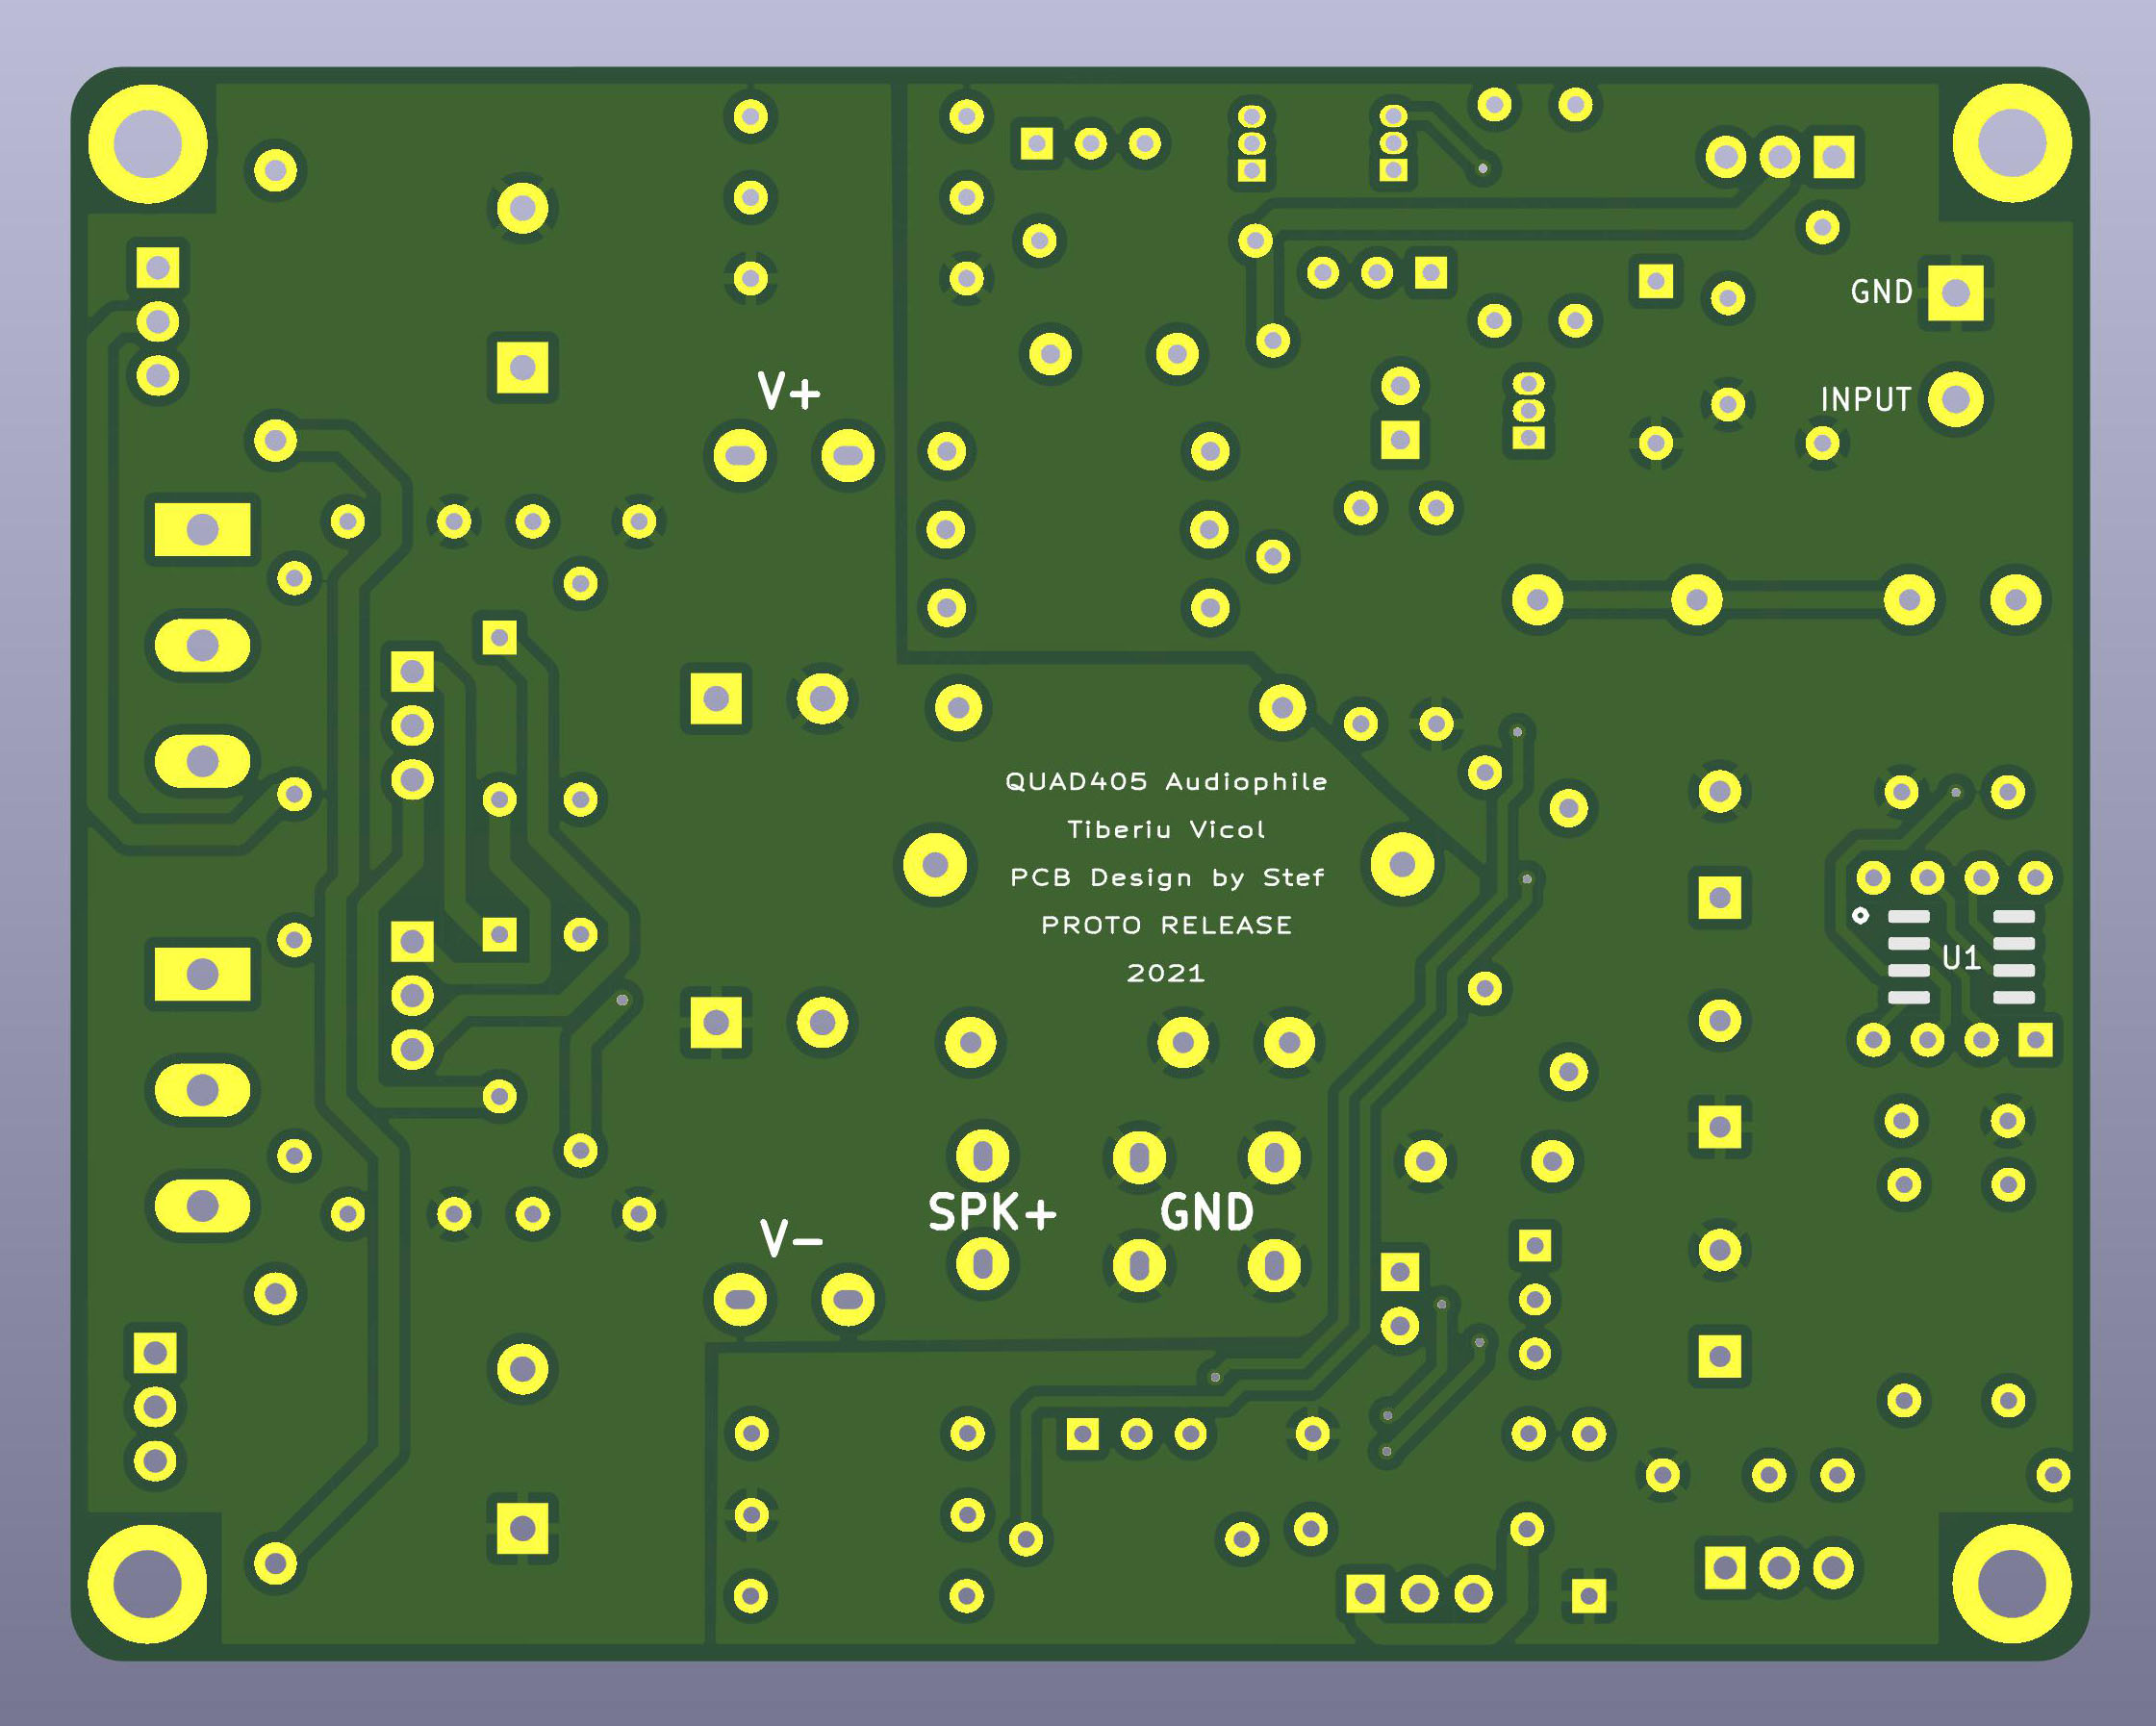 GND
INPUT
V+
QUAD405 Audiophile
Tiberiu Vicol
PCB Design by Stef
PROTO RELEASE
2021
U1
SPK+
GND
V-